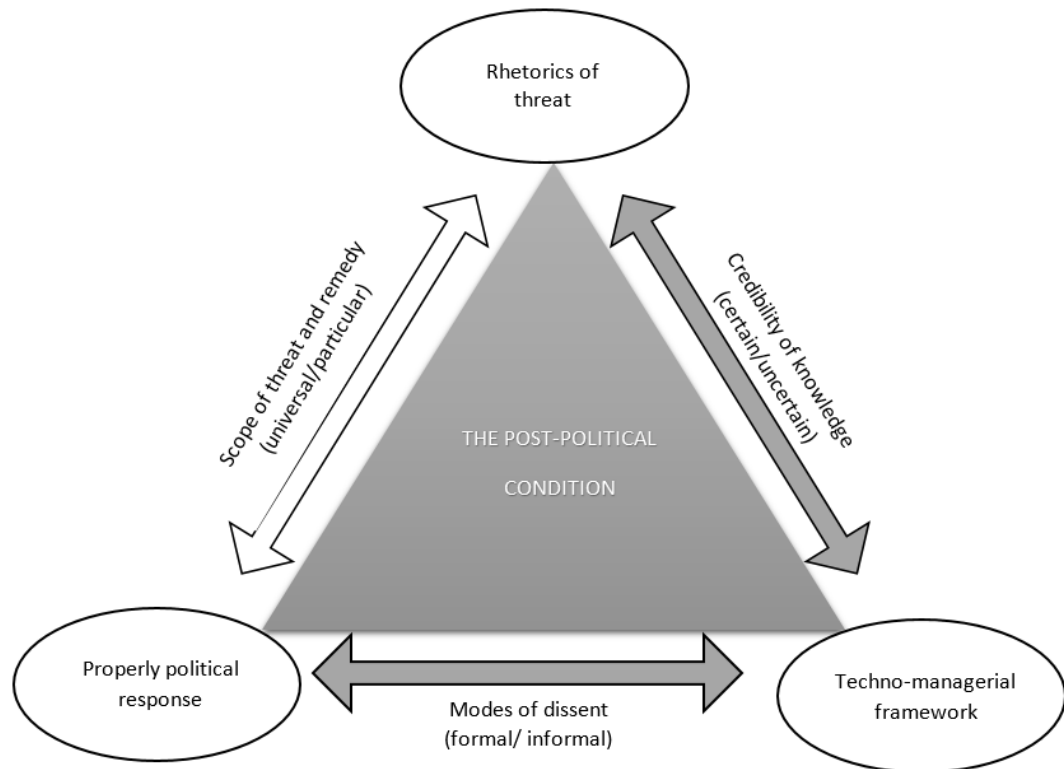 Rhetorics of
threat
Scope of threat and remedy
(universal/particular)
Credibility of knowledge
(certain/uncertain)
THE POST-POLITICAL
CONDITION
Properly political
response
Modes of dissent
(formal/ informal)
Techno-managerial
framework